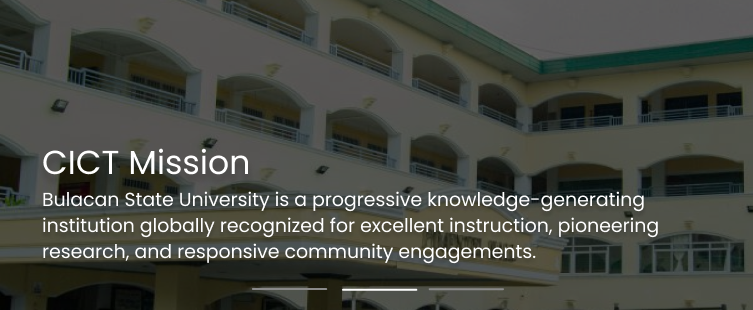 CICT Mission
Bulacan State University is a progressive knowledge-generating
institution globally recognized for excellent instruction, pioneering
research, and responsive community engagements.